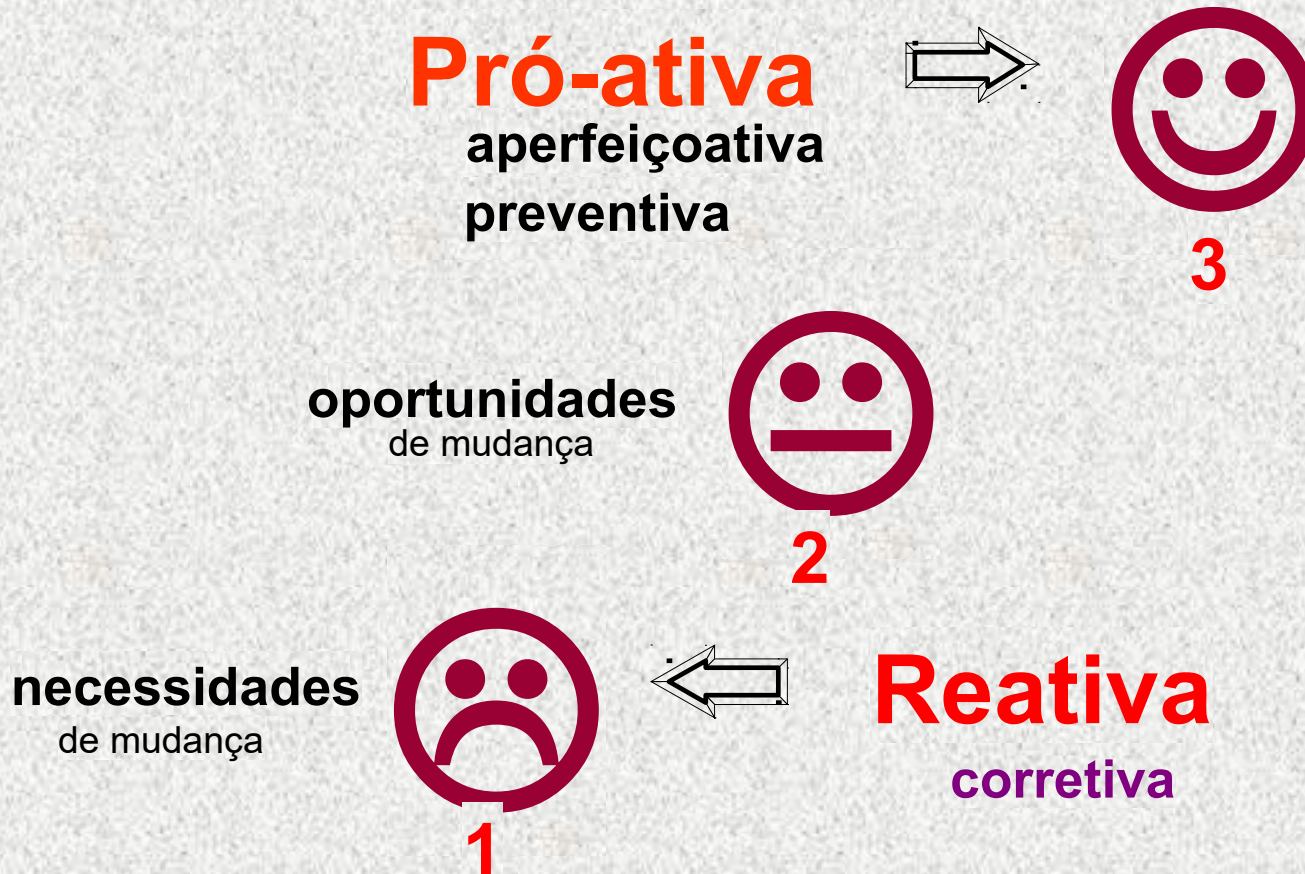 Pró-ativa
aperfeiçoativa
preventiva
3
oportunidades
de mudança
2
necessidades
de mudança
Reativa
corretiva
1